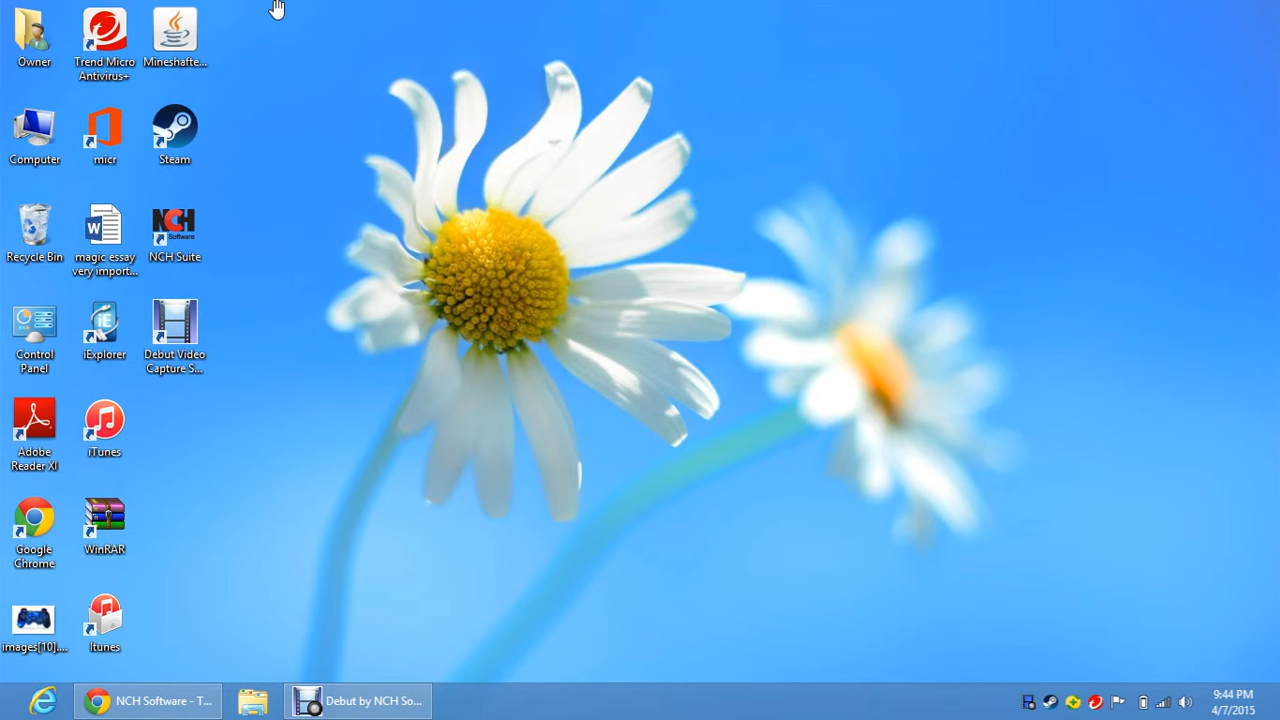 Owner
Trend Micro
Antivirus+
Mineshafte...
Computer
micr
Steam
Recycle Bin
magic essay
very import...
NCH Software
NCH Suite
Control
Panel
iExplorer
Debut Video
Capture S...
Adobe
Reader XI
iTunes
Google
Chrome
WinRAR
images[10]....
Itunes
NCH Software - T...
Debut by NCH So...
9:44 PM
4/7/2015